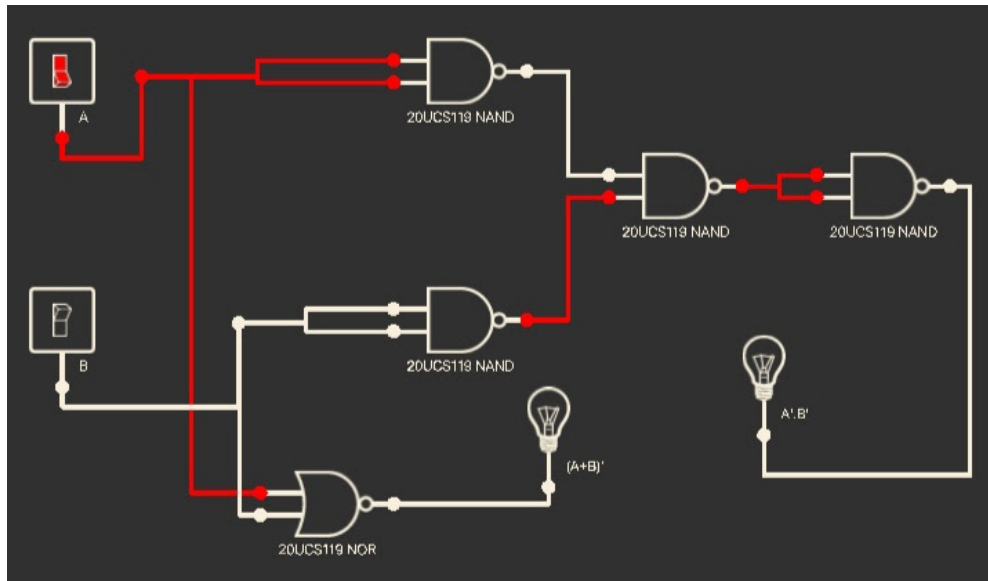 A
20UCS119 NAND
20UCS119 NAND
20UCS119 NAND
B
20UCS119 NAND
A'.B'
(A+B)'
20UCS119 NOR